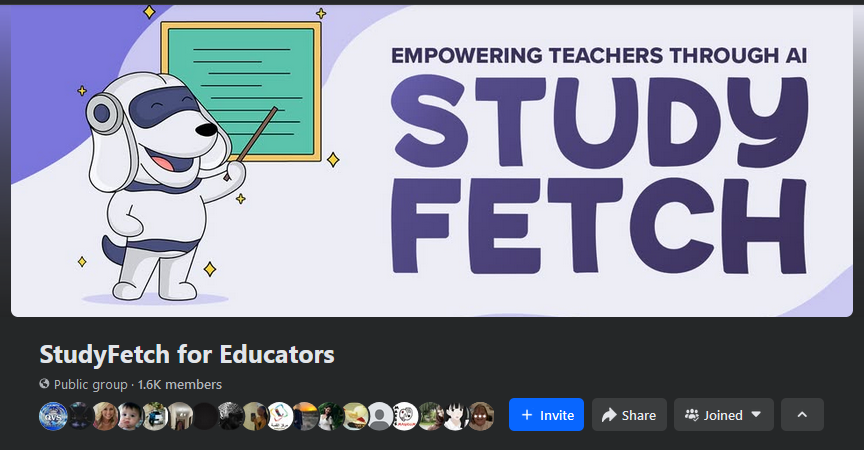 EMPOWERING TEACHERS THROUGH AI
STUDY
FETCH
StudyFetch for Educators
Public group · 1.6K members
+ Invite
Share
Joined